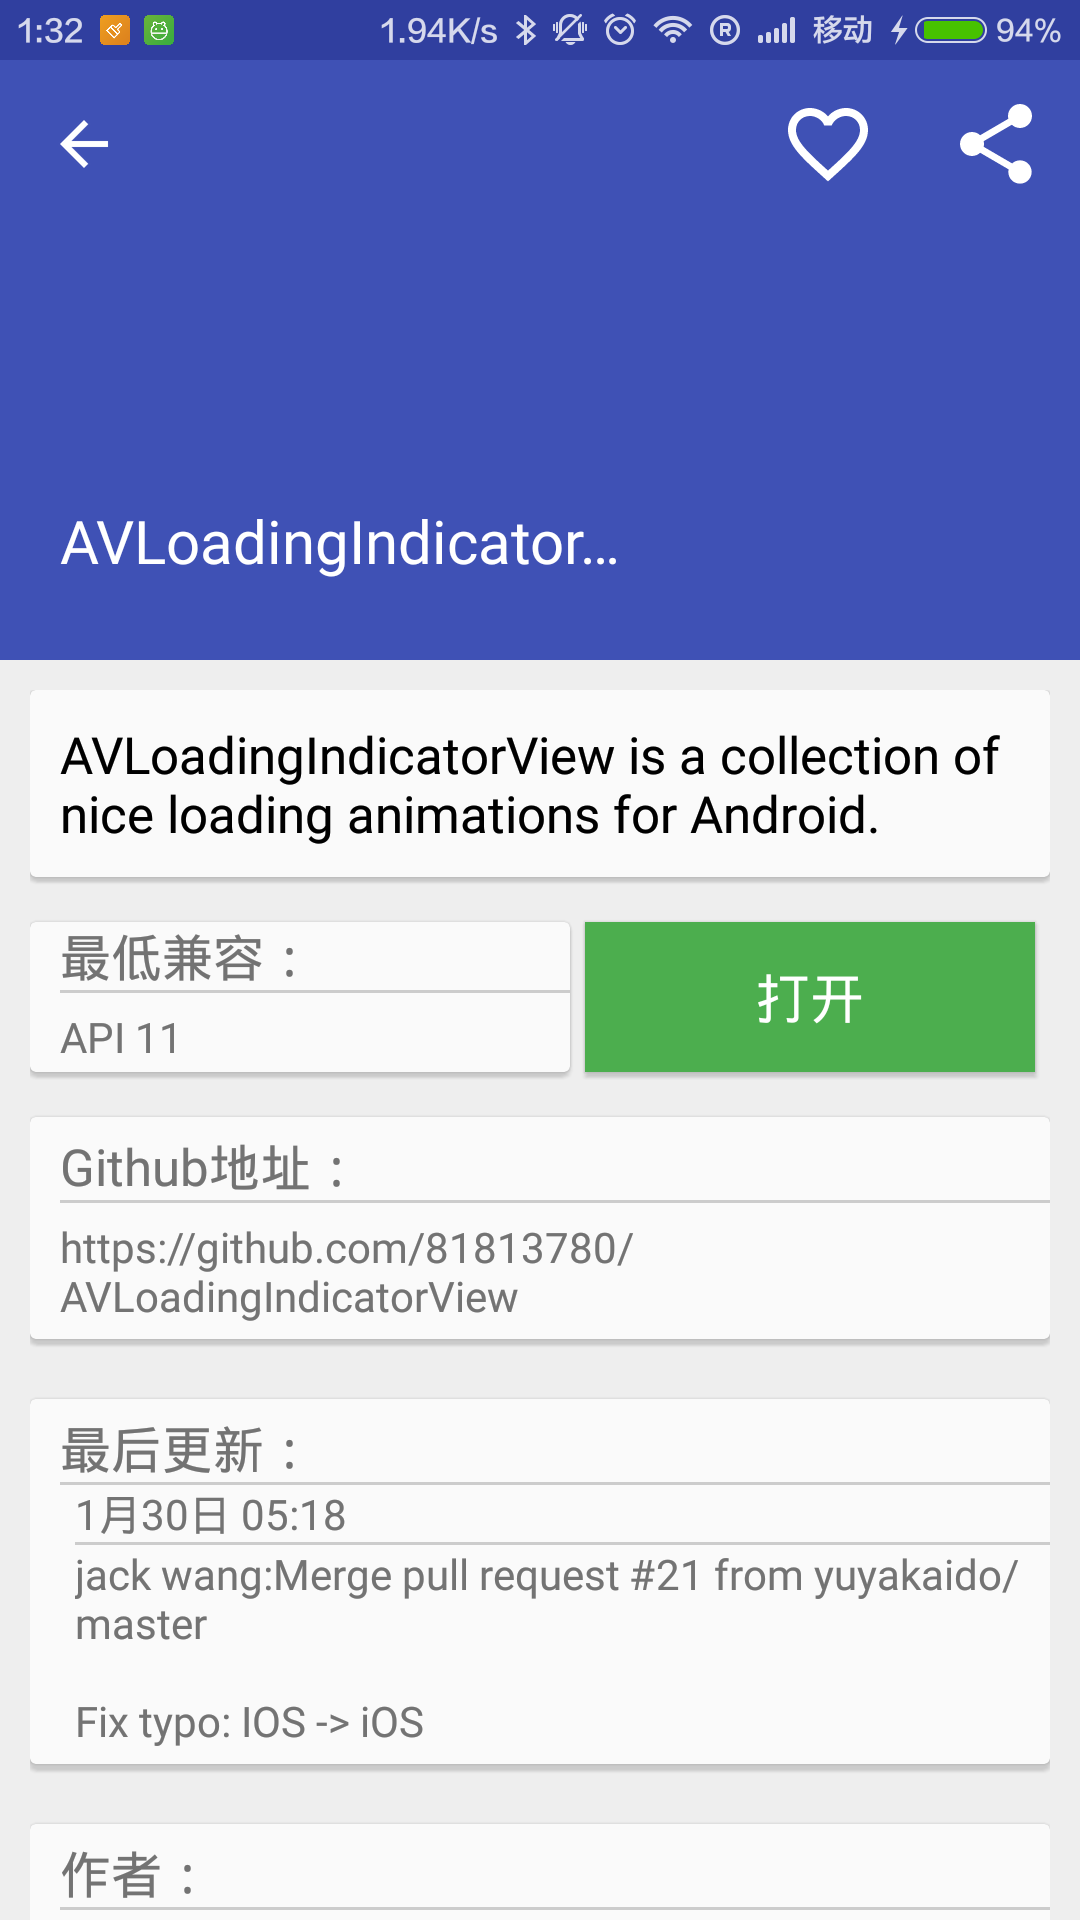 1:32 1.94K/s R 移动 94%
AVLoadingIndicator...
AVLoadingIndicatorView is a collection of
nice loading animations for Android.
最低兼容：
API 11
打开
Github地址：
https://github.com/81813780/
AVLoadingIndicatorView
最后更新：
1月30日 05:18
jack wang:Merge pull request #21 from yuyakaido/
master
Fix typo: IOS -> iOS
作者：